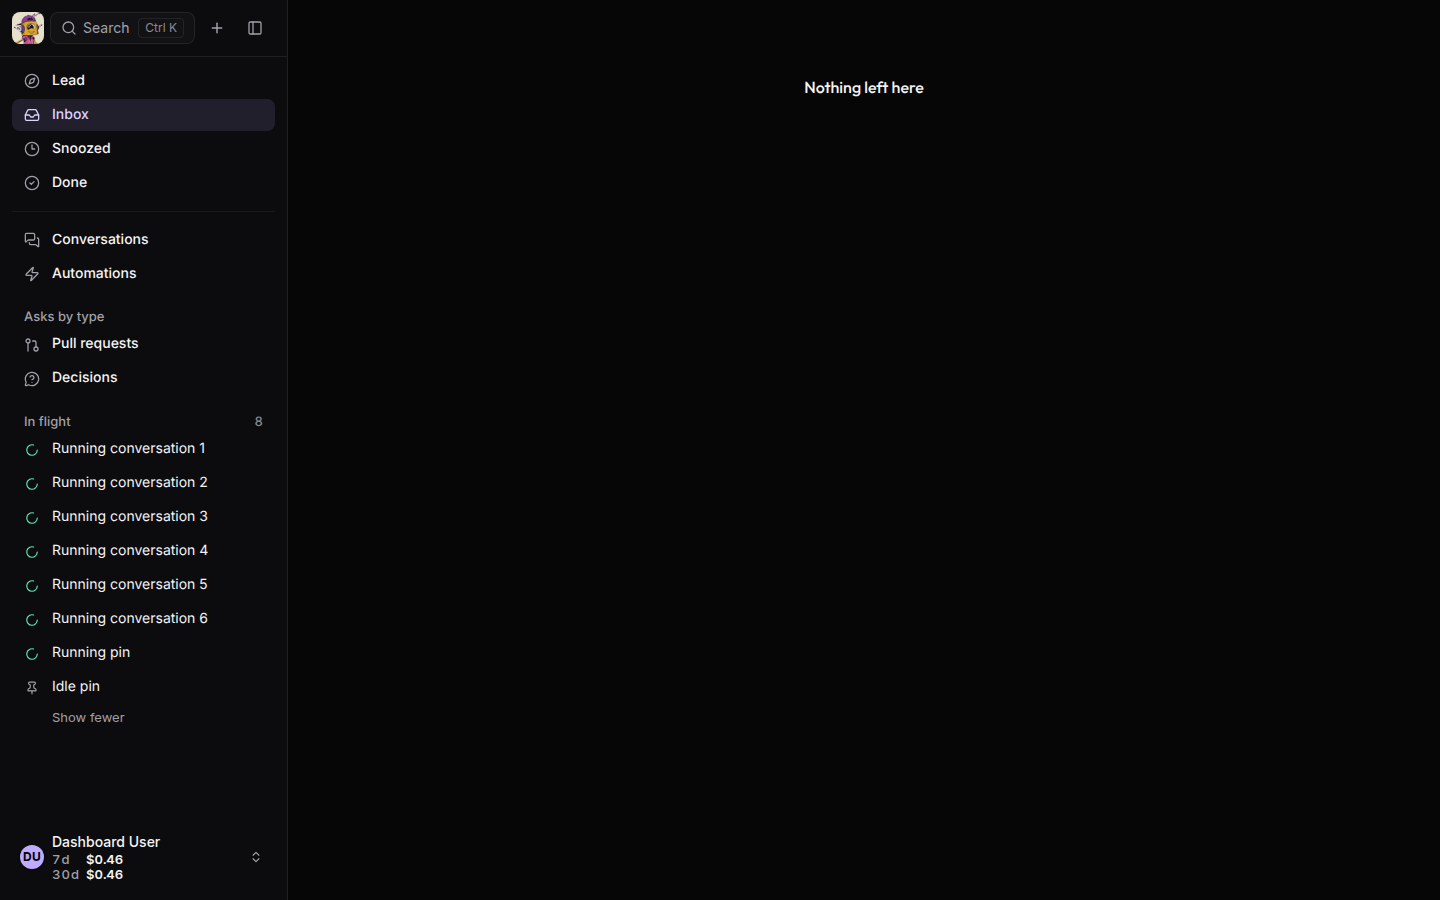 Search Ctrl K
Lead
Inbox
Snoozed
Done
Conversations
Automations
Asks by type
Pull requests
Decisions
In flight 8
Running conversation 1
Running conversation 2
Running conversation 3
Running conversation 4
Running conversation 5
Running conversation 6
Running pin
Idle pin
Show fewer
DU Dashboard User
7d $0.46
30d $0.46
Nothing left here